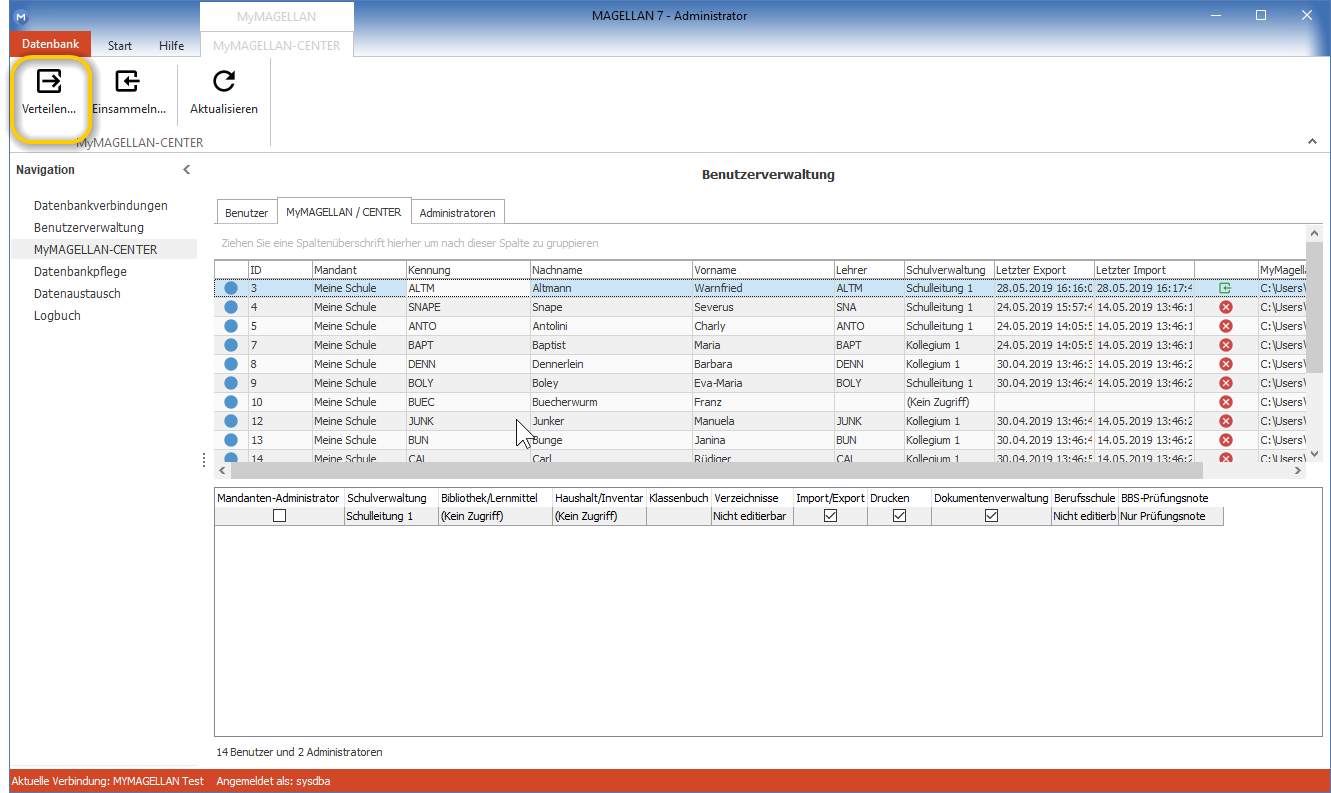 M
MyMAGELLAN
MAGELLAN 7 - Administrator
Datenbank Start Hilfe MyMAGELLAN-CENTER
Verteilen... Einsammeln... Aktualisieren
MyMAGELLAN-CENTER
Navigation
Benutzerverwaltung
Datenbankverbindungen
Benutzerverwaltung
MyMAGELLAN-CENTER
Datenbankpflege
Datenaustausch
Logbuch
Benutzer MyMAGELLAN / CENTER Administratoren
Ziehen Sie eine Spaltenüberschrift hierher um nach dieser Spalte zu gruppieren
ID Mandant Kennung Nachname Vorname Lehrer Schulverwaltung Letzter Export Letzter Import MyMagell
3 Meine Schule ALTM Altmann Warnfried ALTM Schulleitung 1 28.05.2019 16:16:0 28.05.2019 16:17:4 C:\Users\
4 Meine Schule SNAPE Snape Severus SNA Schulleitung 1 24.05.2019 15:57:4 14.05.2019 13:46:1 C:\Users\
5 Meine Schule ANTO Antolini Charly ANTO Schulleitung 1 24.05.2019 14:05:5 14.05.2019 13:46:1 C:\Users\
7 Meine Schule BAPT Baptist Maria BAPT Kollegium 1 24.05.2019 14:05:5 14.05.2019 13:46:1 C:\Users\
8 Meine Schule DENN Dennerlein Barbara DENN Kollegium 1 30.04.2019 13:46:3 14.05.2019 13:46:2 C:\Users\
9 Meine Schule BOLY Boley Eva-Maria BOLY Schulleitung 1 30.04.2019 13:46:4 14.05.2019 13:46:2 C:\Users\
10 Meine Schule BUEC Buecherwurm Franz (Kein Zugriff) C:\Users\
12 Meine Schule JUNK Junker Manuela JUNK Kollegium 1 30.04.2019 13:46:4 14.05.2019 13:46:2 C:\Users\
13 Meine Schule BUN Bunge Janina BUN Kollegium 1 30.04.2019 13:46:4 14.05.2019 13:46:2 C:\Users\
14 Meine Schule CAL Carl Rüdiger CAL Kollegium 1 30.04.2019 13:46:5 14.05.2019 13:46:2 C:\Users\
Mandanten-Administrator Schulverwaltung Bibliothek/Lernmittel Haushalt/Inventar Klassenbuch Verzeichnisse Import/Export Drucken Dokumentenverwaltung Berufsschule BBS-Prüfungsnote
Schulleitung 1 (Kein Zugriff) (Kein Zugriff) Nicht editierbar Nicht editierb Nur Prüfungsnote
14 Benutzer und 2 Administratoren
Aktuelle Verbindung: MYMAGELLAN Test Angemeldet als: sysdba